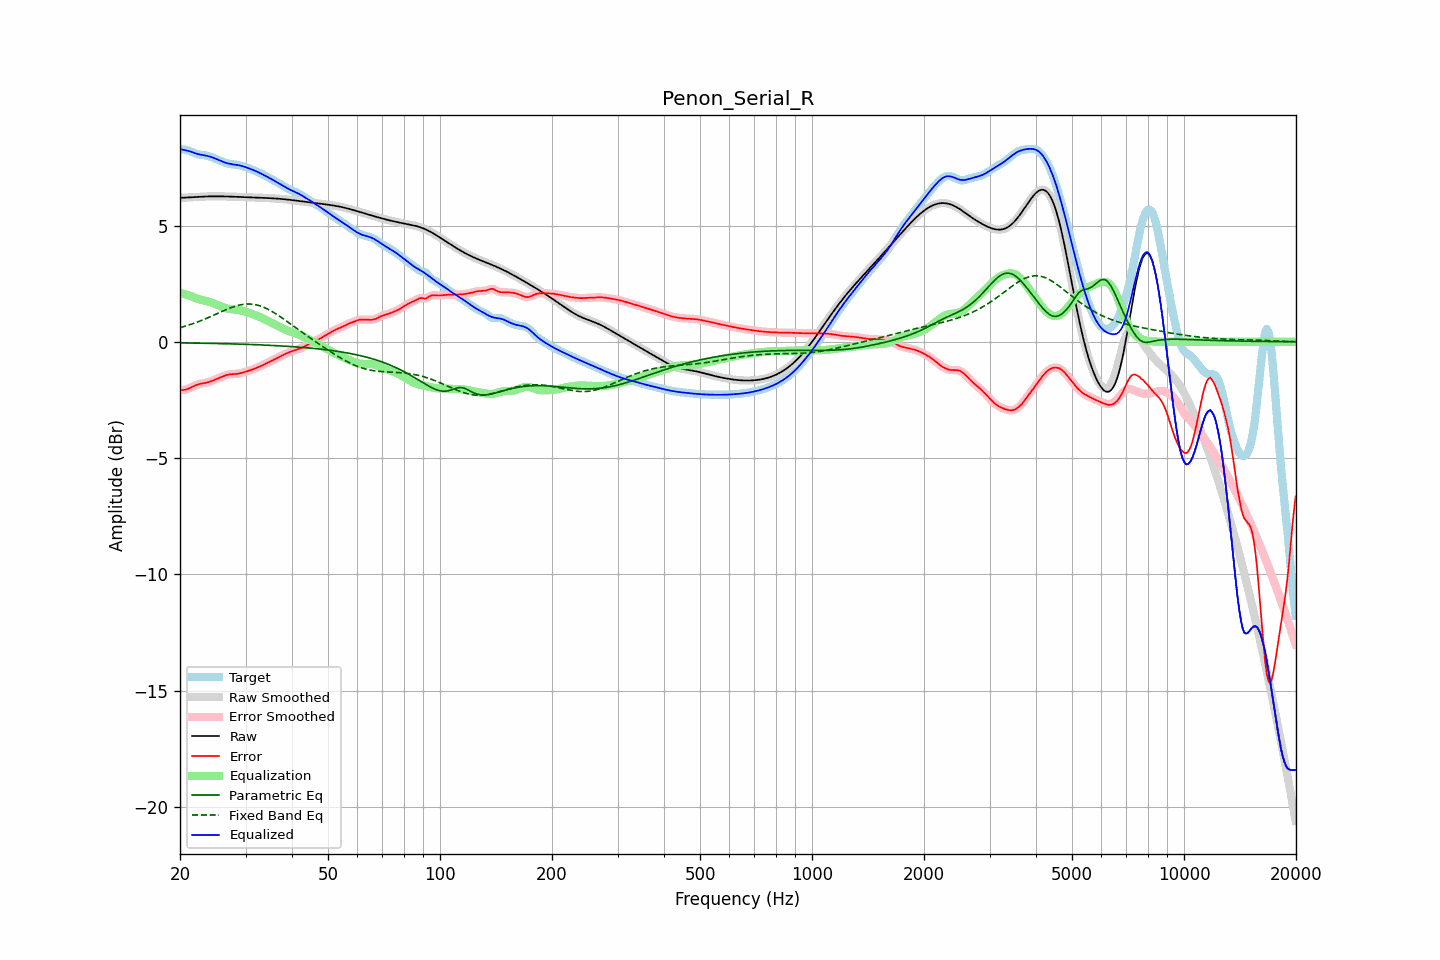 Penon_Serial_R
Amplitude (dBr)
5
0
−5
−10
−15
−20
Target
Raw Smoothed
Error Smoothed
Raw
Error
Equalization
Parametric Eq
Fixed Band Eq
Equalized
20
50
100
200
500
1000
2000
5000
10000
20000
Frequency (Hz)